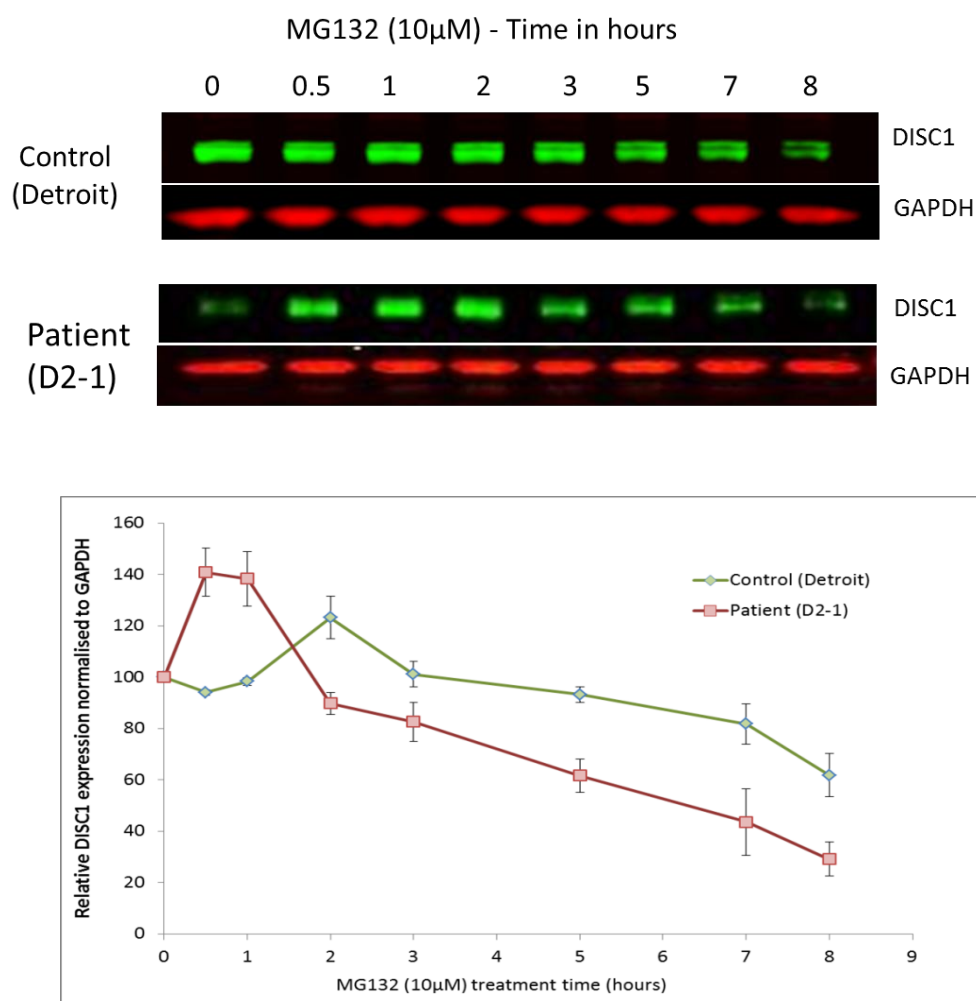 MG132 (10µM) - Time in hours
0 0.5 1 2 3 5 7 8
Control
(Detroit)
DISC1
GAPDH
Patient
(D2-1)
DISC1
GAPDH
Relative DISC1 expression normalised to GAPDH
160
140
120
100
80
60
40
20
0
Control (Detroit)
Patient (D2-1)
0 1 2 3 4 5 6 7 8 9
MG132 (10µM) treatment time (hours)